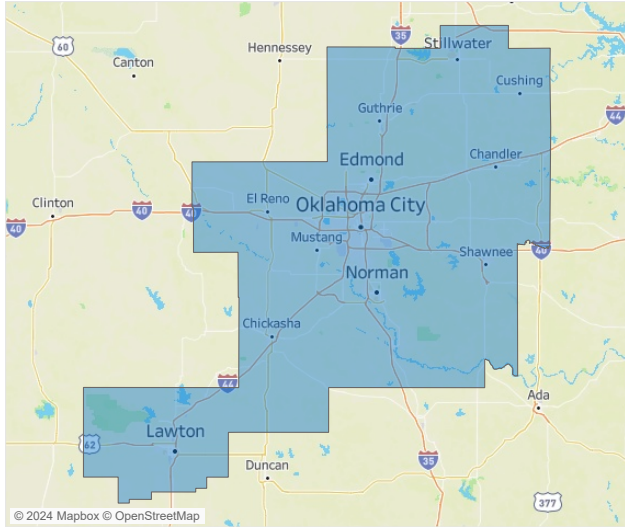 35
60
Hennessey
Stillwater
Canton
Cushing
Guthrie
44
Edmond
Chandler
Clinton
40
40
40
El Reno
Oklahoma City
Mustang
Shawnee
40
Norman
Chickasha
44
Ada
62
Lawton
35
Duncan
377
© 2024 Mapbox © OpenStreetMap